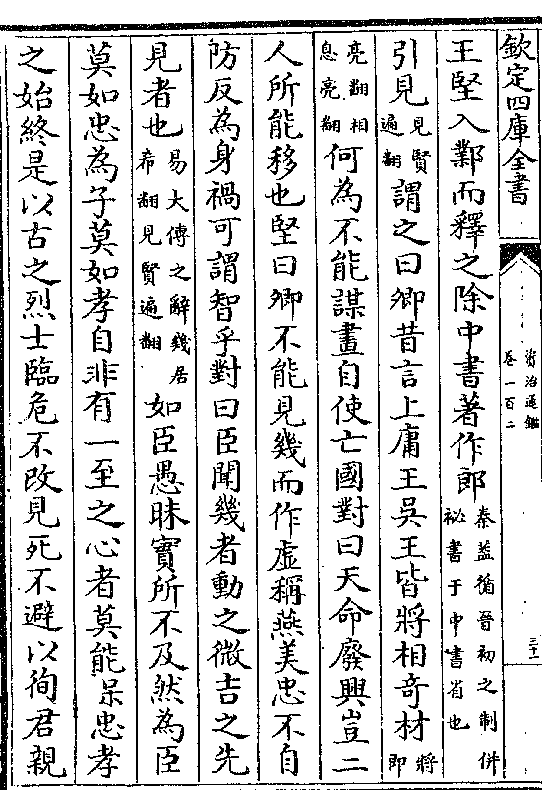 欽定四庫全書
資治通鑑
卷一百二
王堅入鄴而釋之除中書著作郎秦蓋循晉初之制併祕書于中書省也
引見見賢遍翻謂之曰卿昔言上庸王吳王皆將相奇材將即
亮翻相息亮翻何為不能謀畫自使亡國對曰天命廢興豈二
人所能移也堅曰卿不能見幾而作虛稱燕美忠不自
防反為身禍可謂智乎對曰臣聞幾者動之微吉之先
見者也易大傳之辭幾居希翻見賢遍翻如臣愚昧實所不及然為臣
莫如忠為子莫如孝自非有一至之心者莫能呆忠孝
之始終是以古之烈士臨危不改見死不避以徇君親